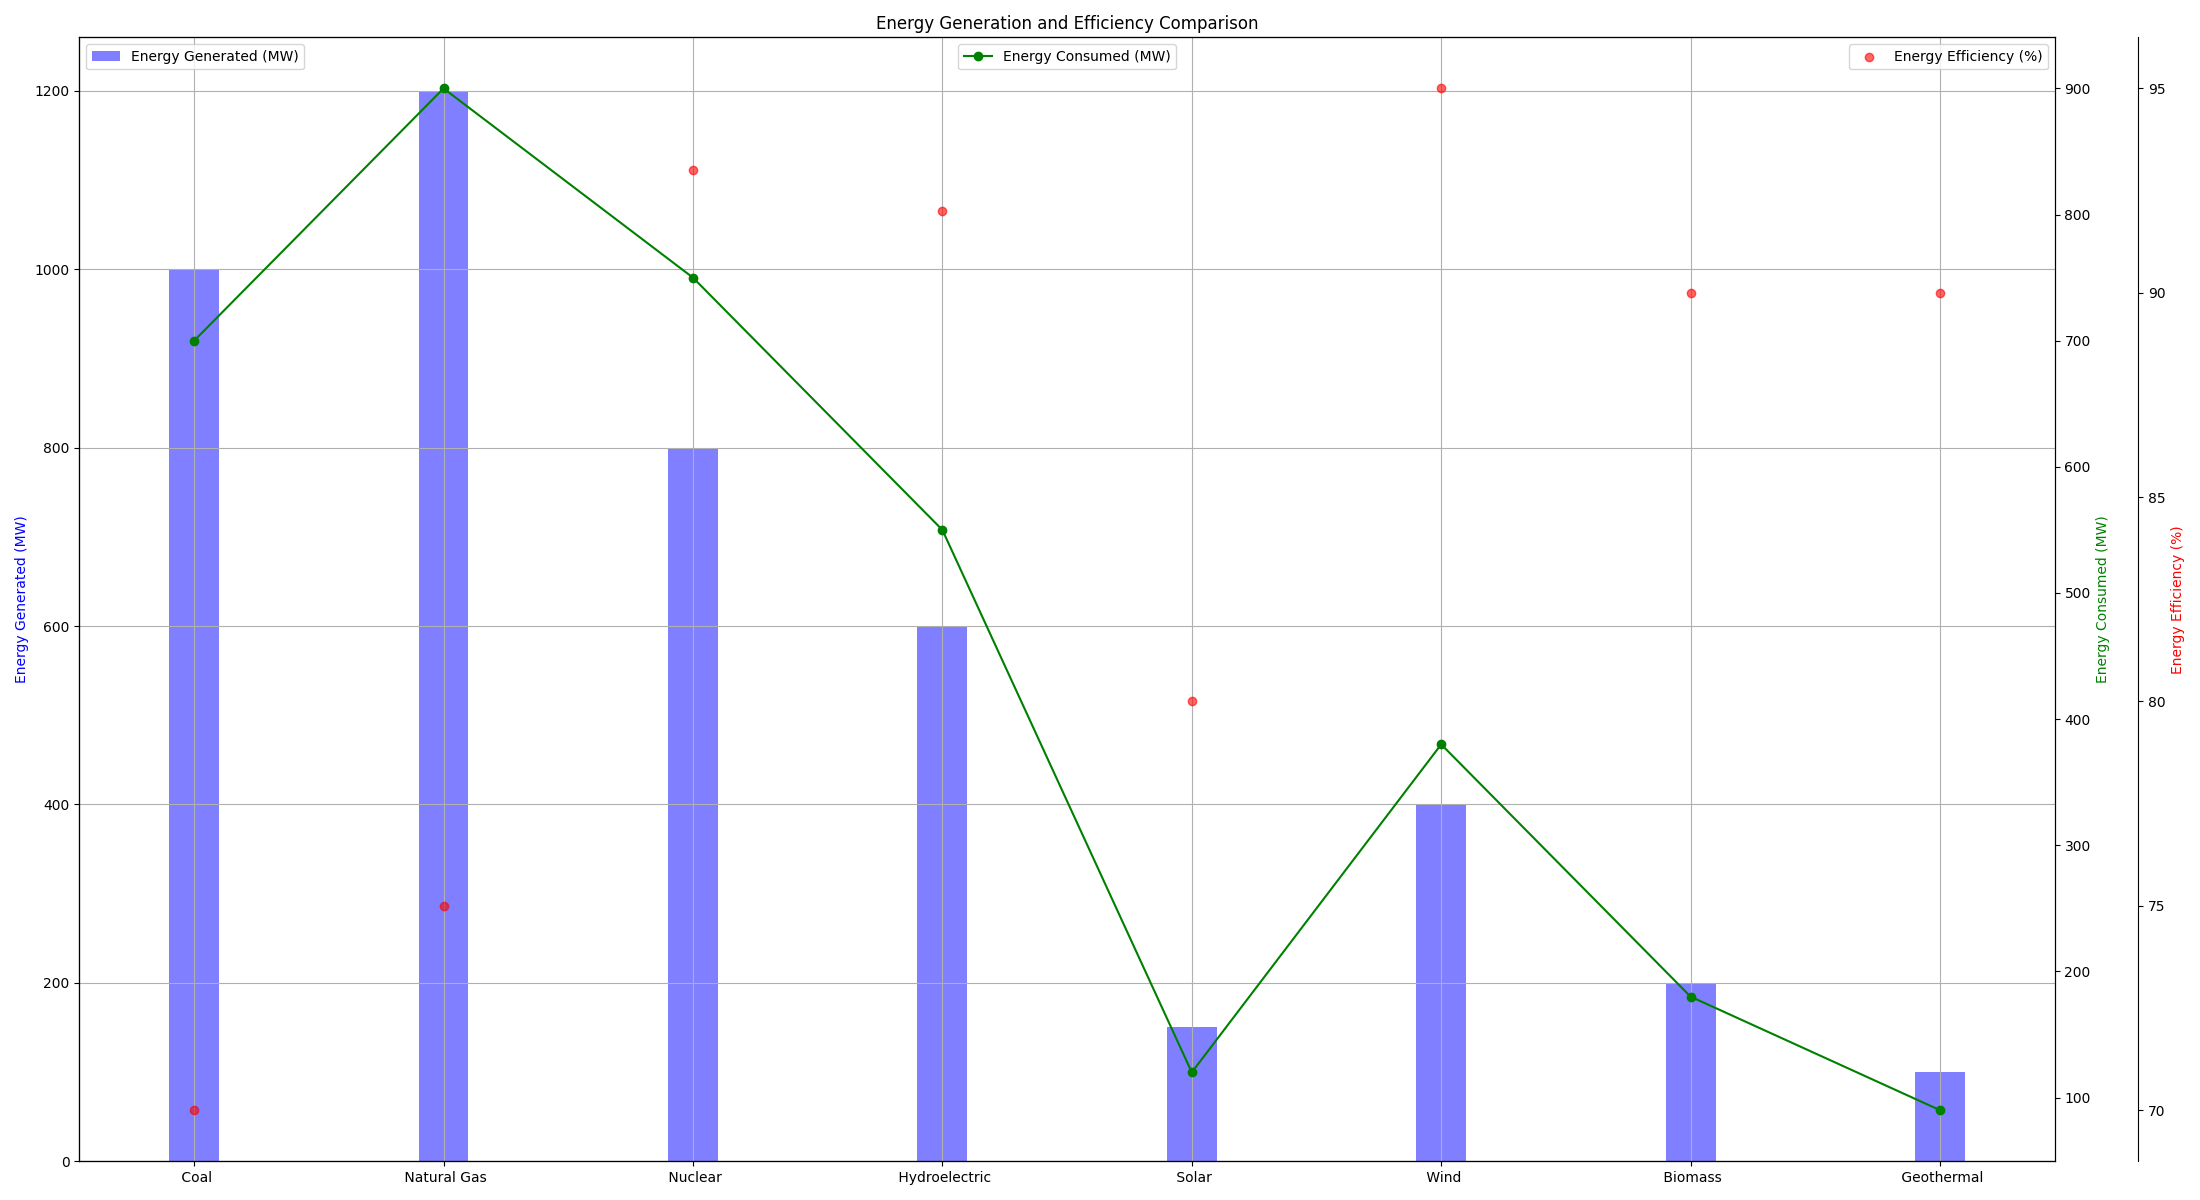 Energy Generation and Efficiency Comparison
Energy Generated (MW)
Energy Consumed (MW)
Energy Efficiency (%)
Energy Generated (MW)
1200
1000
800
600
400
200
0
Coal
Natural Gas
Nuclear
Hydroelectric
Solar
Wind
Biomass
Geothermal
900
800
700
600
500
400
300
200
100
Energy Consumed (MW)
95
90
85
80
75
70
Energy Efficiency (%)